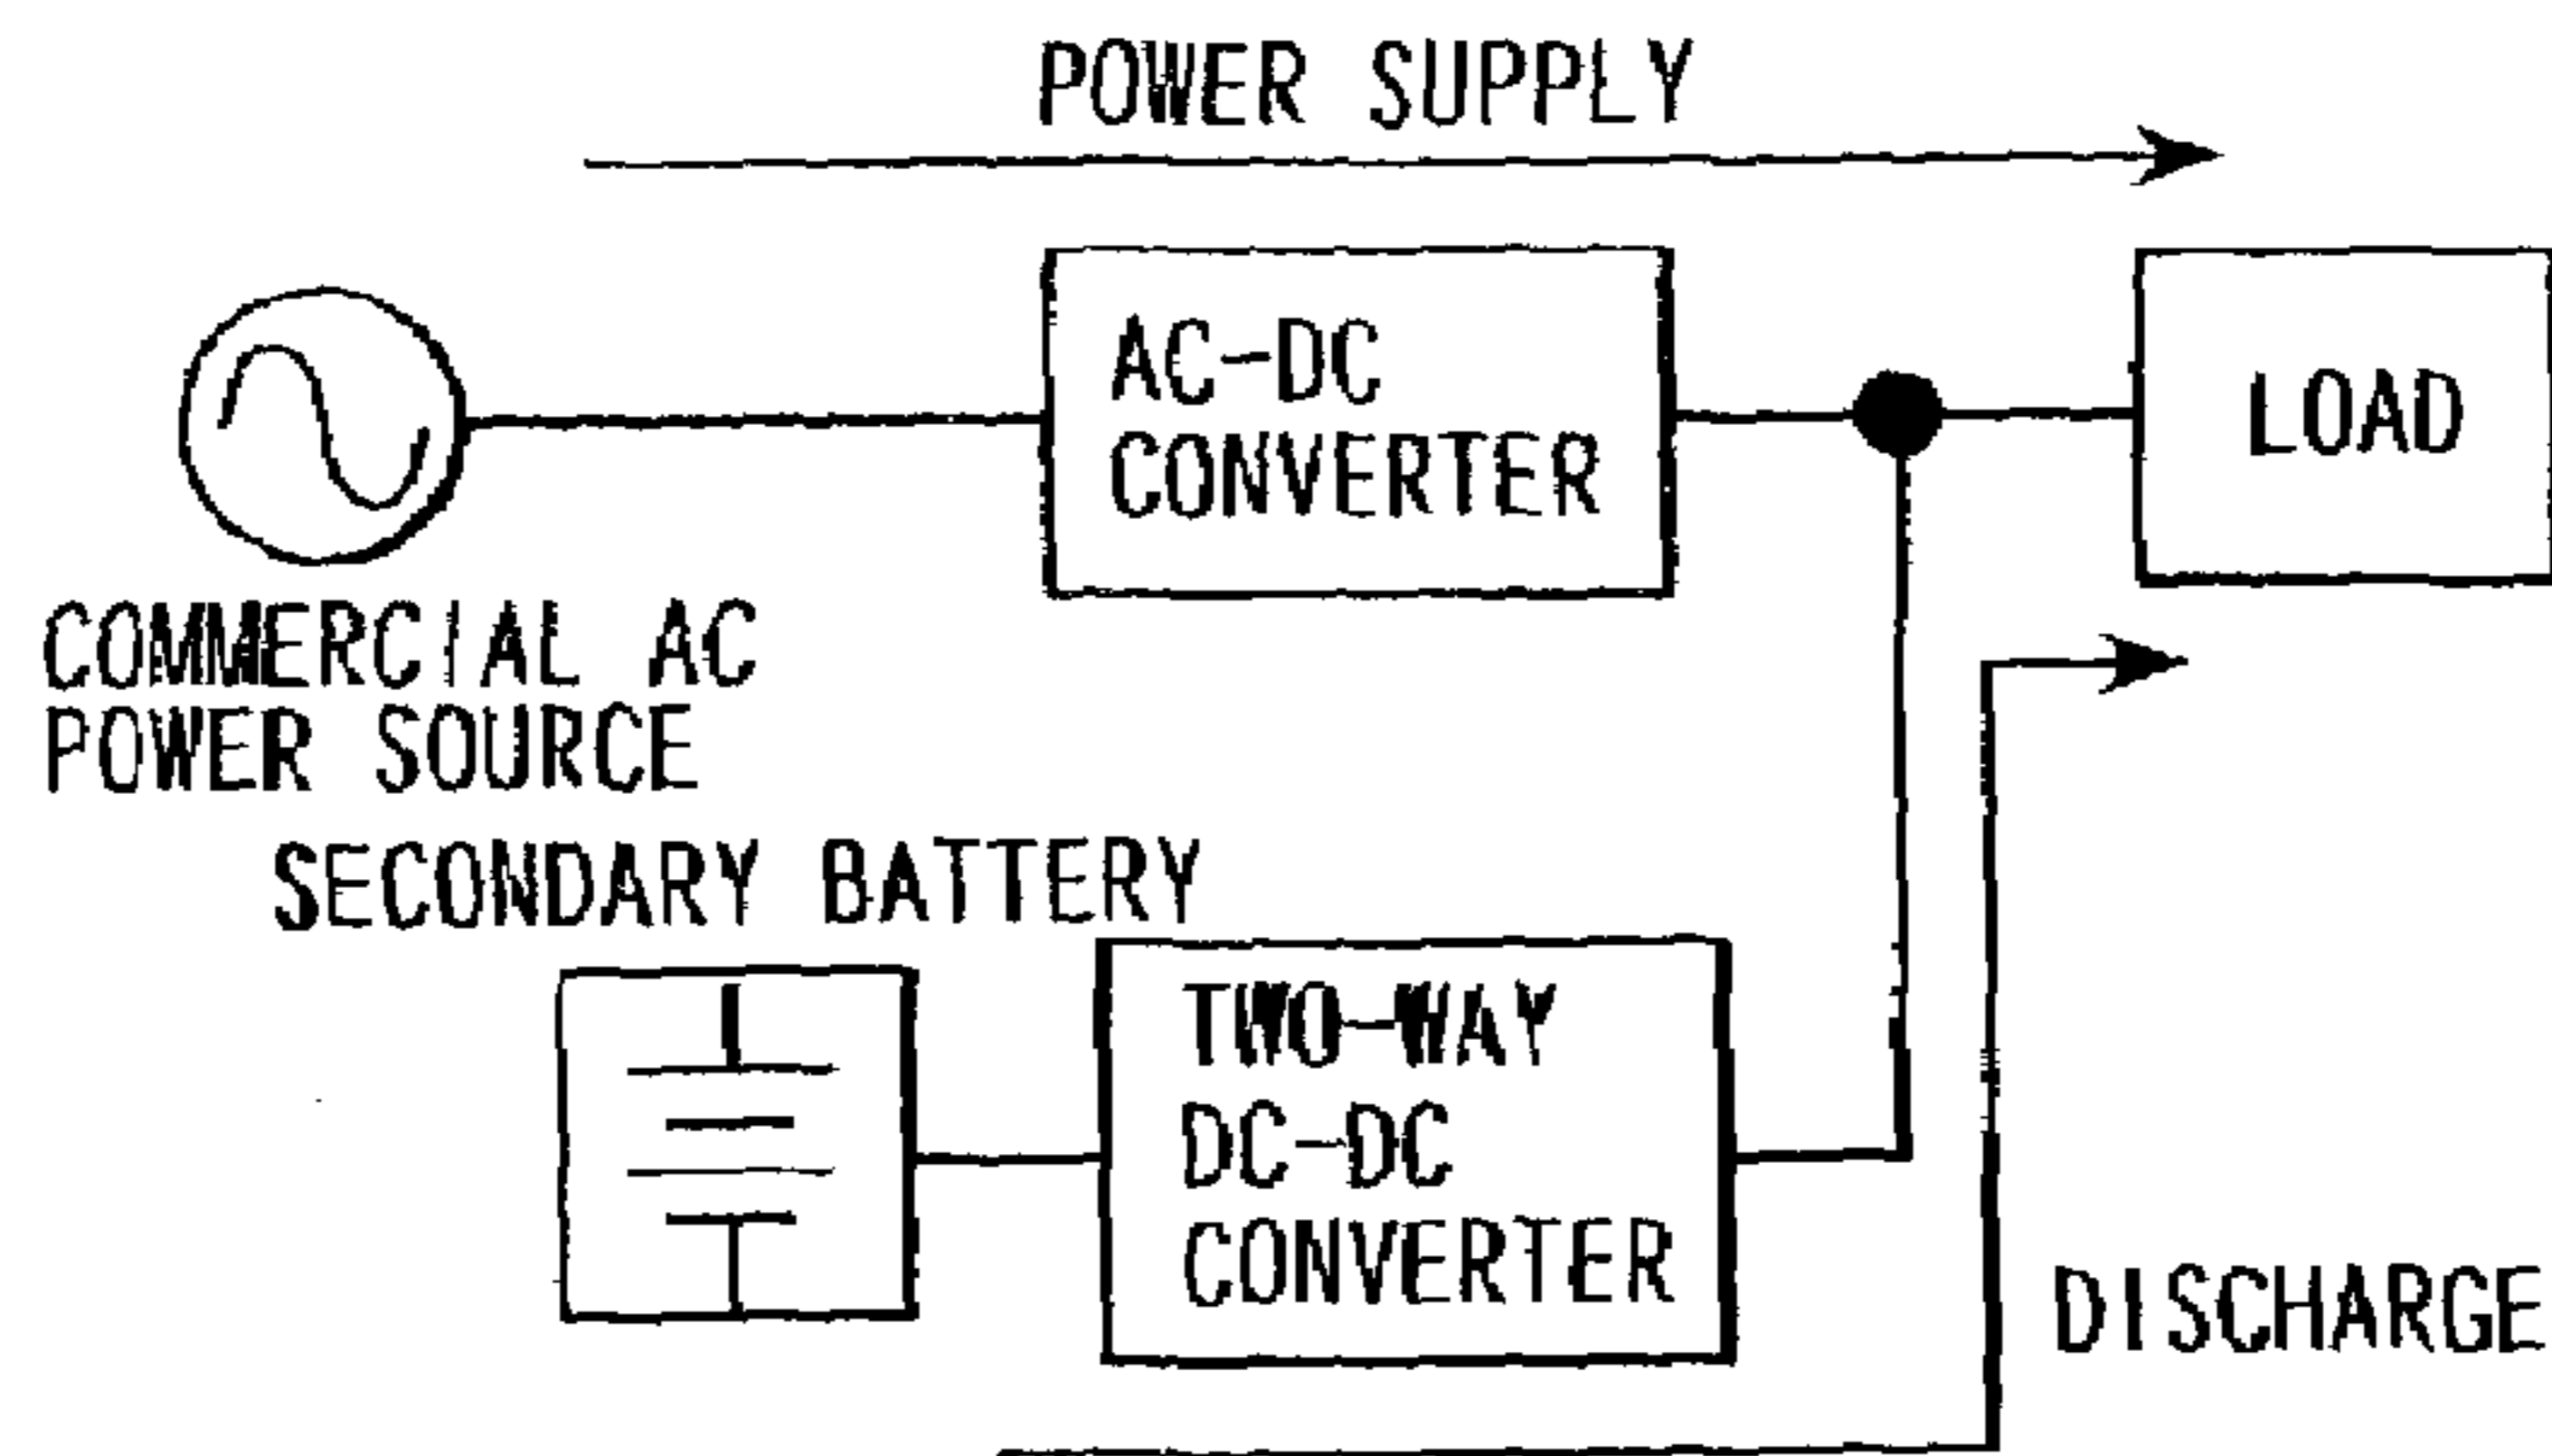 POWER SUPPLY
AC-DC
CONVERTER
LOAD
COMMERCIAL AC
POWER SOURCE
SECONDARY BATTERY
TWO-WAY
DC-DC
CONVERTER
DISCHARGE